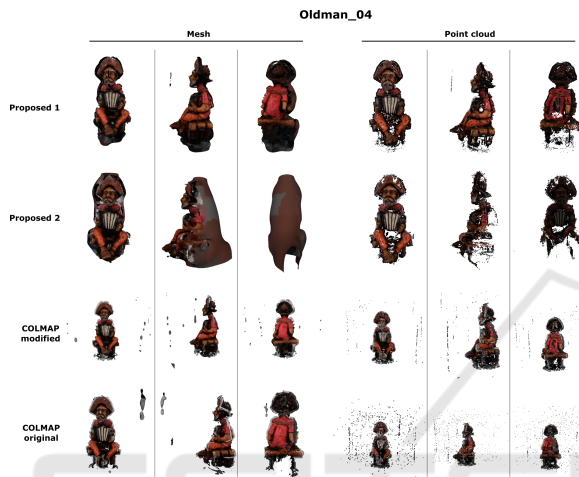 Oldman_04
Mesh
Point cloud
Proposed 1
Proposed 2
COLMAP
modified
COLMAP
original